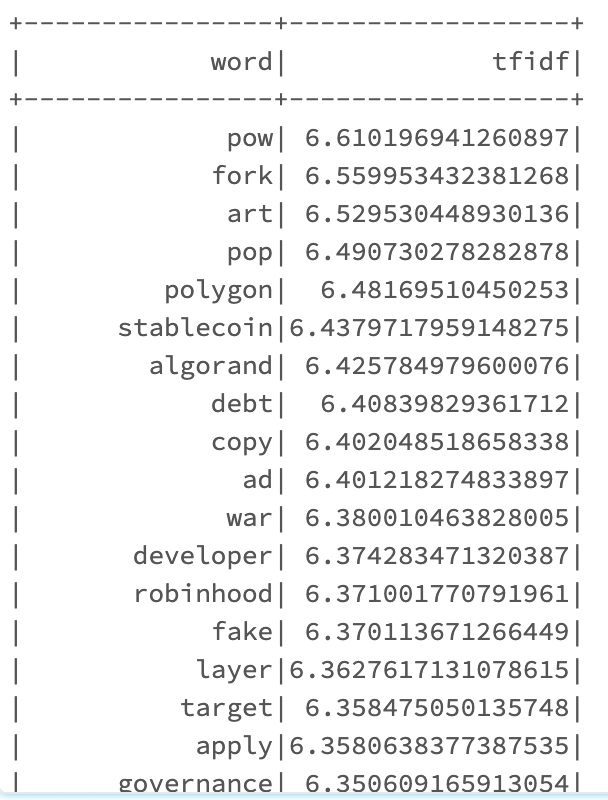 +----------------+------------------+
|            word|             tfidf|
+----------------+------------------+
|             pow| 6.610196941260897|
|            fork| 6.559953432381268|
|             art| 6.529530448930136|
|             pop| 6.490730278282878|
|         polygon|  6.48169510450253|
|      stablecoin|6.4379717959148275|
|        algorand| 6.425784979600076|
|            debt|  6.40839829361712|
|            copy| 6.402048518658338|
|              ad| 6.401218274833897|
|             war| 6.380010463828005|
|       developer| 6.374283471320387|
|       robinhood| 6.371001770791961|
|            fake| 6.370113671266449|
|           layer|6.3627617131078615|
|          target| 6.358475050135748|
|           apply|6.3580638377387535|
|      governance| 6.350609165913054|